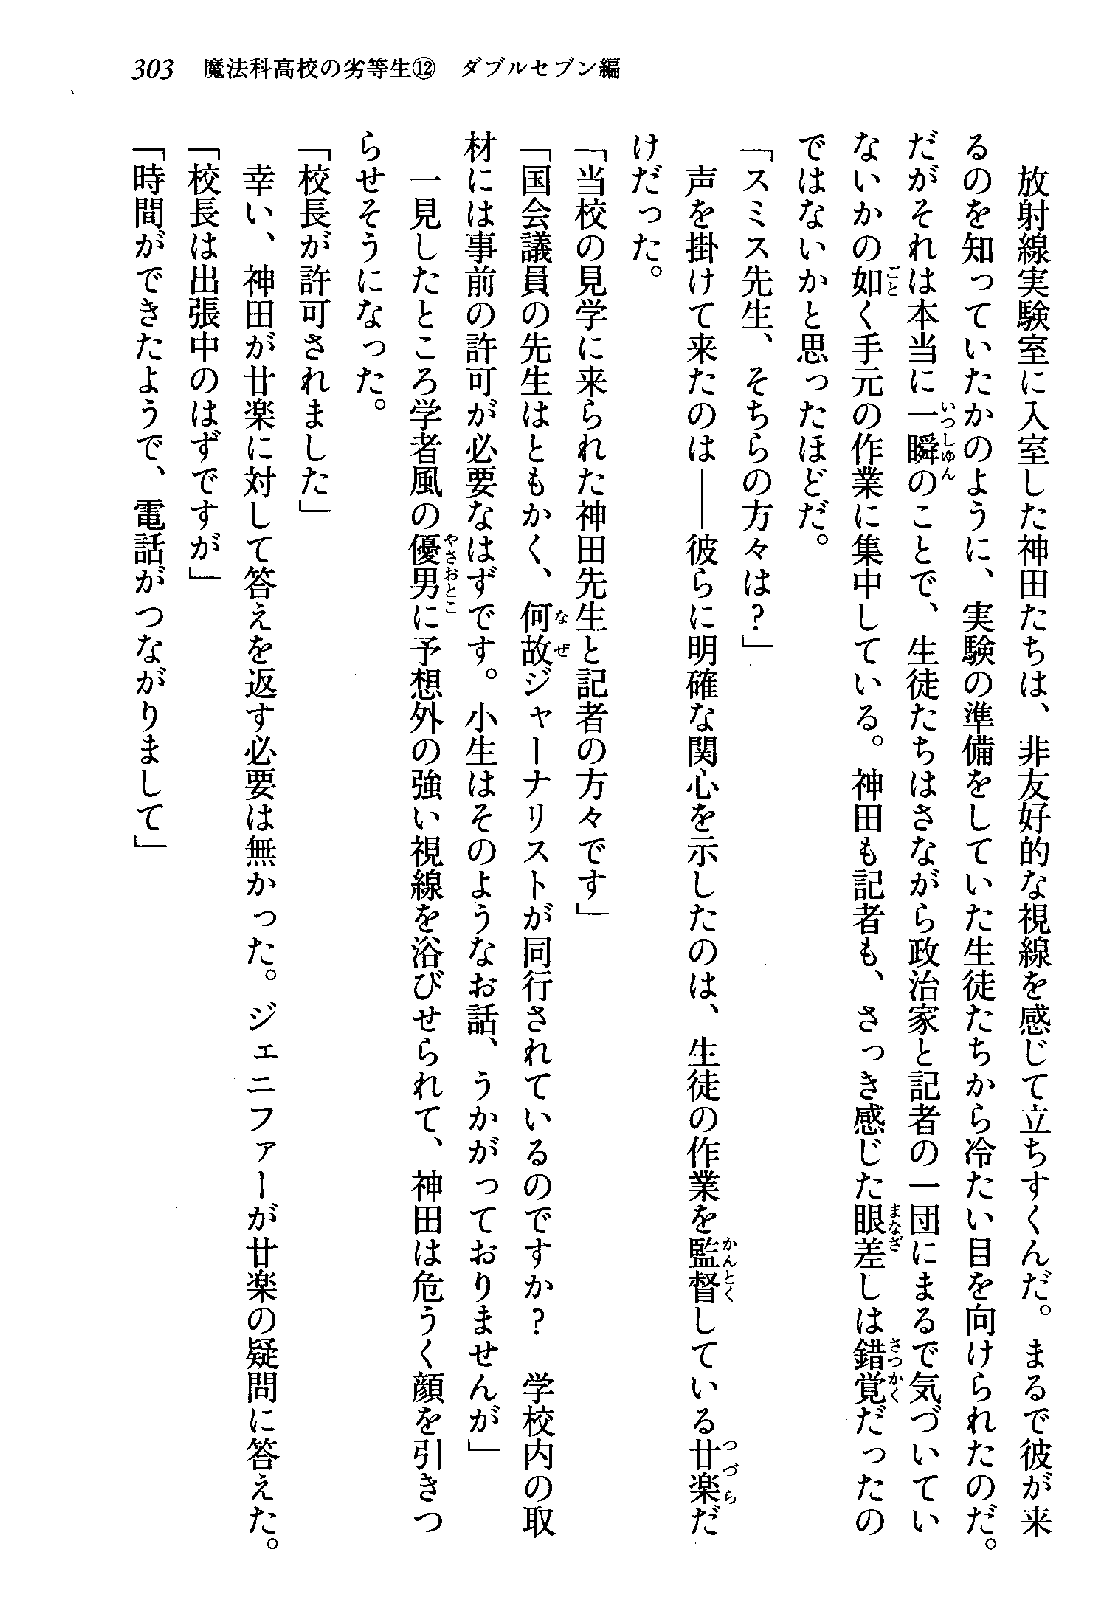 303　魔法科高校の劣等生⑫　ダブルセブン編
　放射線実験室に入室した神田たちは、非友好的な視線を感じて立ちすくんだ。まるで彼が来
るのを知っていたかのように、実験の準備をしていた生徒たちから冷たい目を向けられたのだ。
だがそれは本当に一瞬のことで、生徒たちはさながら政治家と記者の一団にまるで気づいてい
ないかの如く手元の作業に集中している。神田も記者も、さっき感じた眼差しは錯覚だったの
ではないかと思ったほどだ。
「スミス先生、そちらの方々は？」
　声を掛けて来たのは――彼らに明確な関心を示したのは、生徒の作業を監督している廿楽だ
けだった。
「当校の見学に来られた神田先生と記者の方々です」
「国会議員の先生はともかく、何故ジャーナリストが同行されているのですか？　学校内の取
材には事前の許可が必要なはずです。小生はそのようなお話、うかがっておりませんが」
　一見したところ学者風の優男に予想外の強い視線を浴びせられて、神田は危うく顔を引きつ
らせそうになった。
「校長が許可されました」
　幸い、神田が廿楽に対して答えを返す必要は無かった。ジェニファーが廿楽の疑問に答えた。
「校長は出張中のはずですが」
「時間ができたようで、電話がつながりまして」